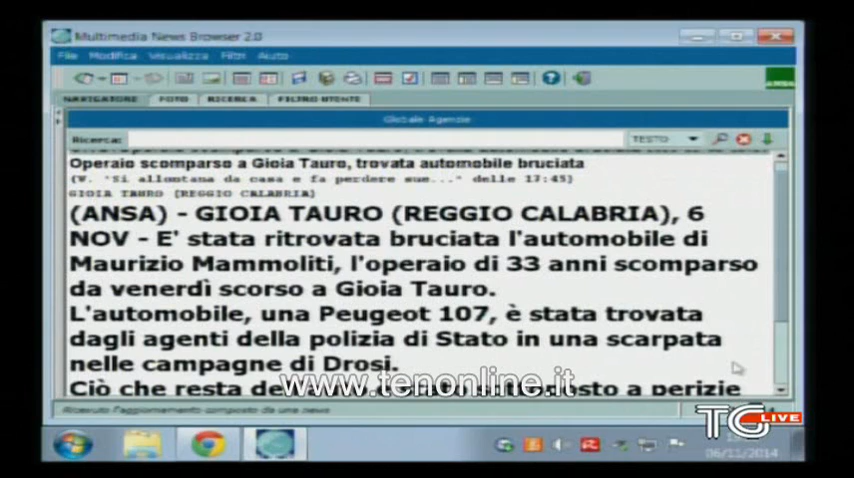 Multimedia News Browser 2.0
File Modifica Visualizza Filtri Aiuto
ANSA
NAVIGATORE FOTO RICERCA FILTRO UTENTE
Globale Agenzie
Ricerca: TESTO
Operaio scomparso a Gioia Tauro, trovata automobile bruciata
(V. "Si allontana da casa e fa perdere sue..." delle 17:45)
GIOIA TAURO (REGGIO CALABRIA)
(ANSA) - GIOIA TAURO (REGGIO CALABRIA), 6
NOV - E' stata ritrovata bruciata l'automobile di
Maurizio Mammoliti, l'operaio di 33 anni scomparso
da venerdì scorso a Gioia Tauro.
L'automobile, una Peugeot 107, è stata trovata
dagli agenti della polizia di Stato in una scarpata
nelle campagne di Drosi.
www.tenonline.it
Ciò che resta a perizie
Ricevuto l'aggiornamento composto da una news
TG LIVE
06/11/2014